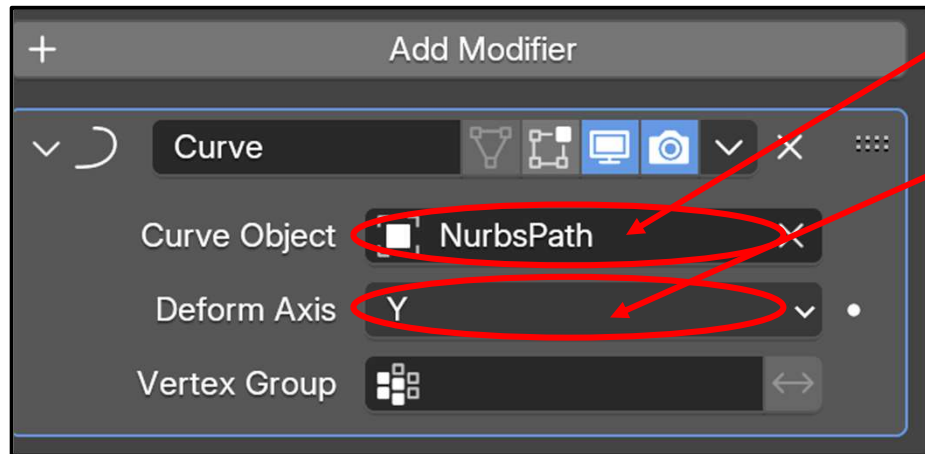 Add Modifier
Curve
Curve Object NurbsPath
Deform Axis Y
Vertex Group